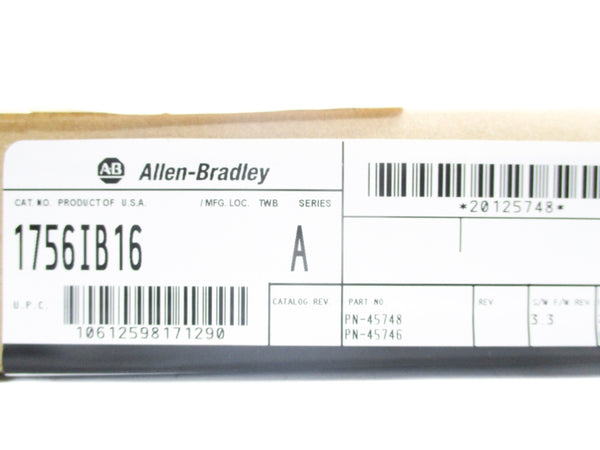 AB Allen-Bradley
*20125748*
CAT. NO. PRODUCT OF U.S.A. / MFG. LOC. TWB SERIES
1756IB16 A
U.P.C.
10612598171290
CATALOG REV. PART NO REV S/W F/W REV
PN-45748 3.3
PN-45746